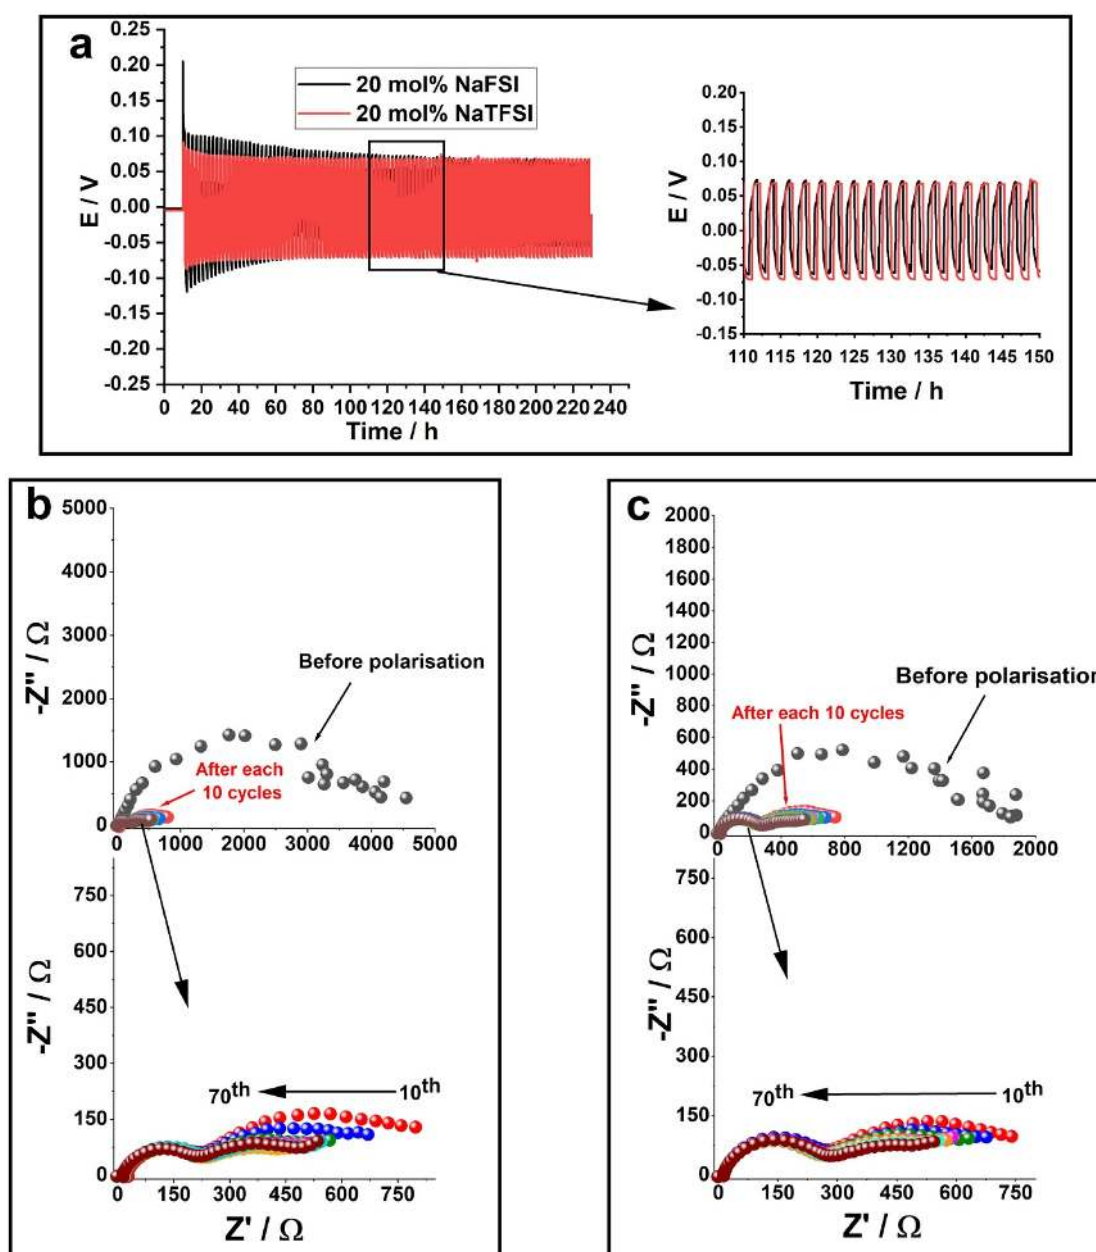 a
0.25
0.20
0.15
0.10
0.05
0.00
-0.05
-0.10
-0.15
-0.20
-0.25
E / V
20 mol% NaFSI
20 mol% NaTFSI
0 20 40 60 80 100 120 140 160 180 200 220 240
Time / h
0.20
0.15
0.10
0.05
0.00
-0.05
-0.10
-0.15
E / V
110 115 120 125 130 135 140 145 150
Time / h
b
5000
4000
3000
2000
1000
0
-Z'' / Ω
Before polarisation
After each
10 cycles
0 1000 2000 3000 4000 5000
750
600
450
300
150
0
-Z'' / Ω
70th 10th
0 150 300 450 600 750
Z' / Ω
c
2000
1800
1600
1400
1200
1000
800
600
400
200
0
-Z'' / Ω
Before polarisation
After each 10 cycles
0 400 800 1200 1600 2000
750
600
450
300
150
0
-Z'' / Ω
70th 10th
0 150 300 450 600 750
Z' / Ω